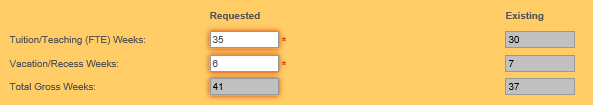 Requested Existing
Tuition/Teaching (FTE) Weeks: 35 * 30
Vacation/Recess Weeks: 6 * 7
Total Gross Weeks: 41 37